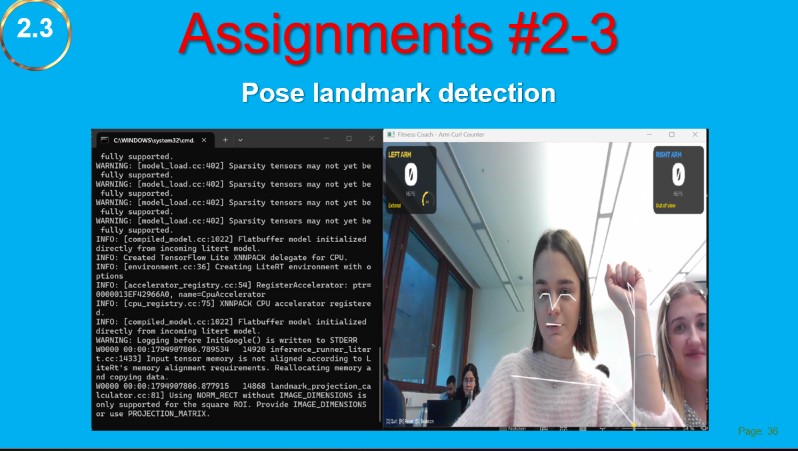 2.3
Assignments #2-3
Pose landmark detection
C:\WINDOWS\system32\cmd.
fully supported.
WARNING: [model_load.cc:402] Sparsity tensors may not yet be
fully supported.
WARNING: [model_load.cc:402] Sparsity tensors may not yet be
fully supported.
WARNING: [model_load.cc:402] Sparsity tensors may not yet be
fully supported.
WARNING: [model_load.cc:402] Sparsity tensors may not yet be
fully supported.
INFO: [compiled_model.cc:1022] Flatbuffer model initialized
directly from incoming litert model.
INFO: Created TensorFlow Lite XNNPACK delegate for CPU.
INFO: [environment.cc:36] Creating LiteRT environment with o
ptions
INFO: [accelerator_registry.cc:54] RegisterAccelerator: ptr=
0000013EF42966A0, name=CpuAccelerator
INFO: [cpu_registry.cc:75] XNNPACK CPU accelerator registere
d.
INFO: [compiled_model.cc:1022] Flatbuffer model initialized
directly from incoming litert model.
WARNING: Logging before InitGoogle() is written to STDERR
W0000 00:00:1794907806.789534 14920 inference_runner_liter
t.cc:1433] Input tensor memory is not aligned according to L
iteRt's memory alignment requirements. Reallocating memory a
nd copying data.
W0000 00:00:1794907806.877915 14868 landmark_projection_ca
lculator.cc:81] Using NORM_RECT without IMAGE_DIMENSIONS is
only supported for the square ROI. Provide IMAGE_DIMENSIONS
or use PROJECTION_MATRIX.
Fitness Coach - Arm Curl Counter
LEFT ARM
0
REPS
Extend
RIGHT ARM
0
REPS
Out of view
Page: 36